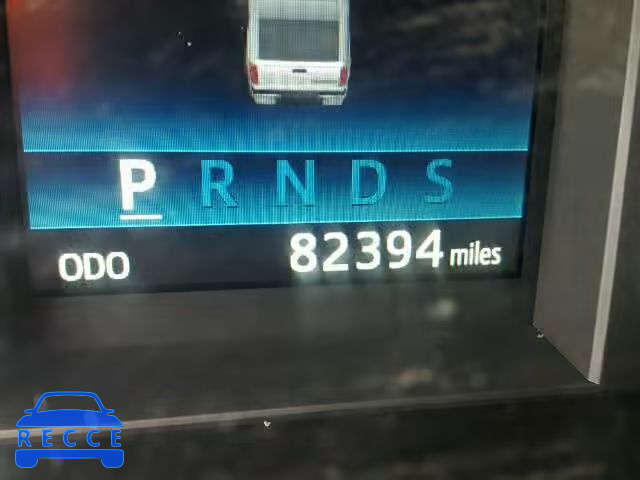 P R N D S
ODO 82394 miles
RECCE